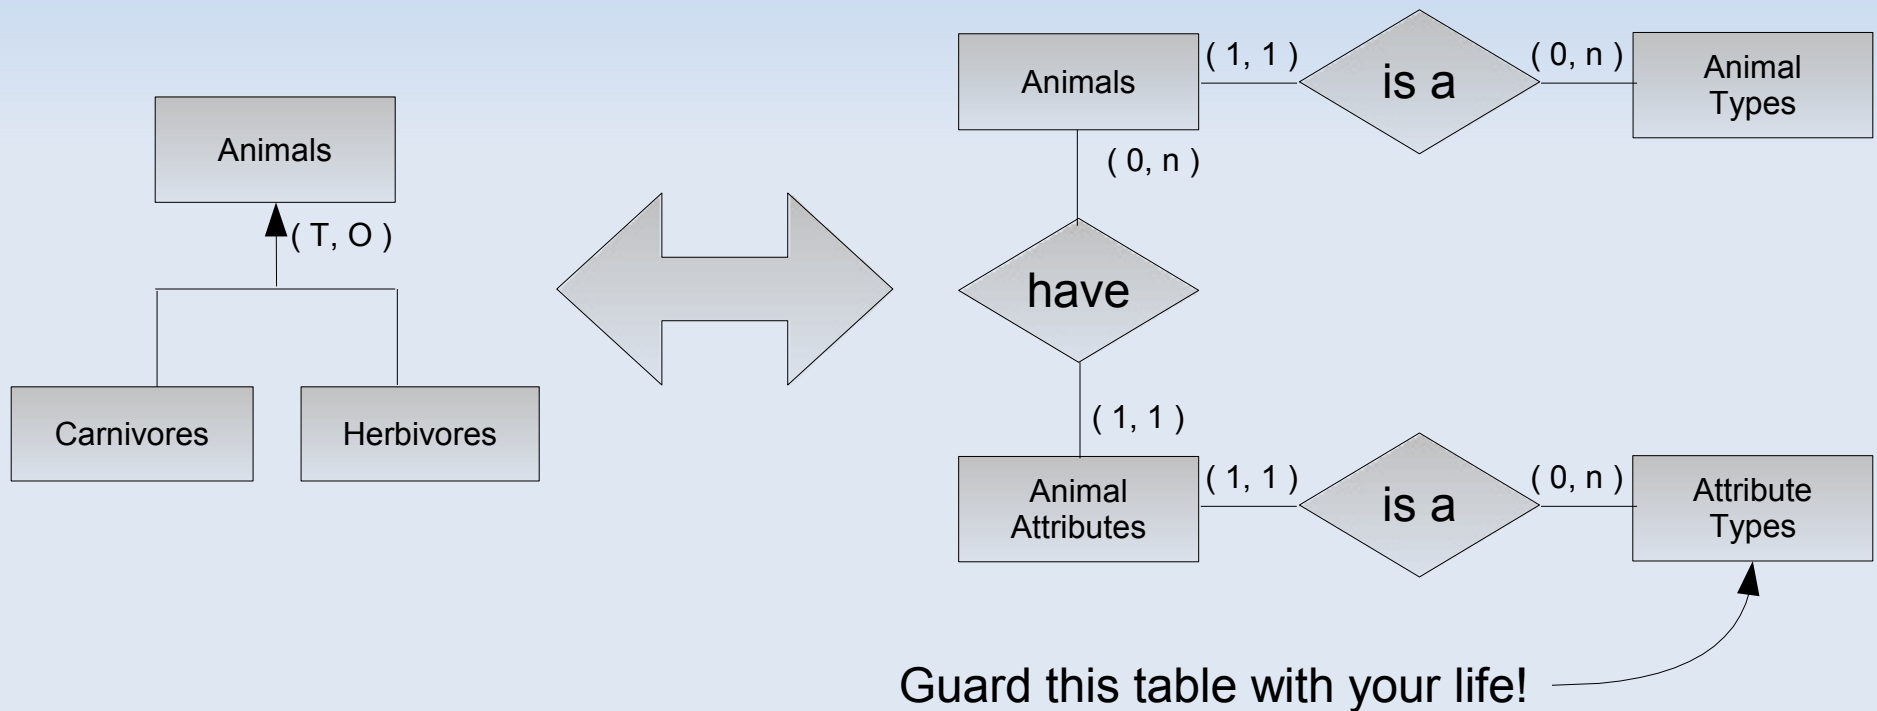 Animals
( T, O )
Carnivores
Herbivores
Animals
( 1, 1 )
is a
( 0, n )
Animal
Types
( 0, n )
have
( 1, 1 )
Animal
Attributes
( 1, 1 )
is a
( 0, n )
Attribute
Types
Guard this table with your life!